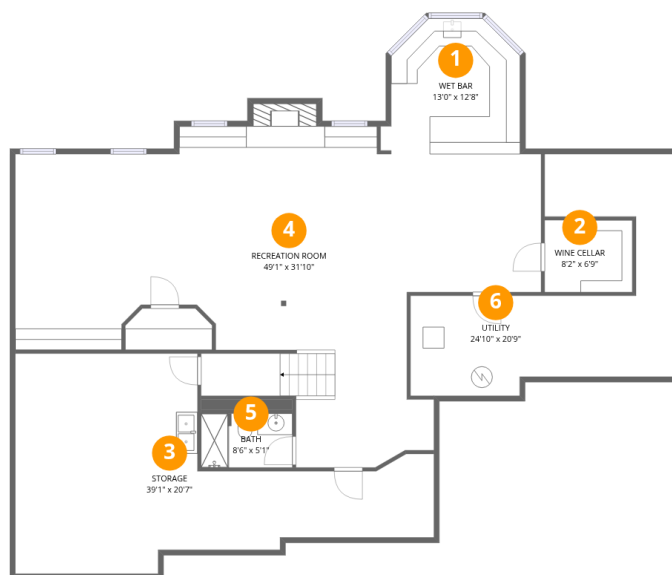 1
WET BAR
13'0" x 12'8"
2
WINE CELLAR
8'2" x 6'9"
4
RECREATION ROOM
49'1" x 31'10"
6
UTILITY
24'10" x 20'9"
5
BATH
8'6" x 5'1"
3
STORAGE
39'1" x 20'7"